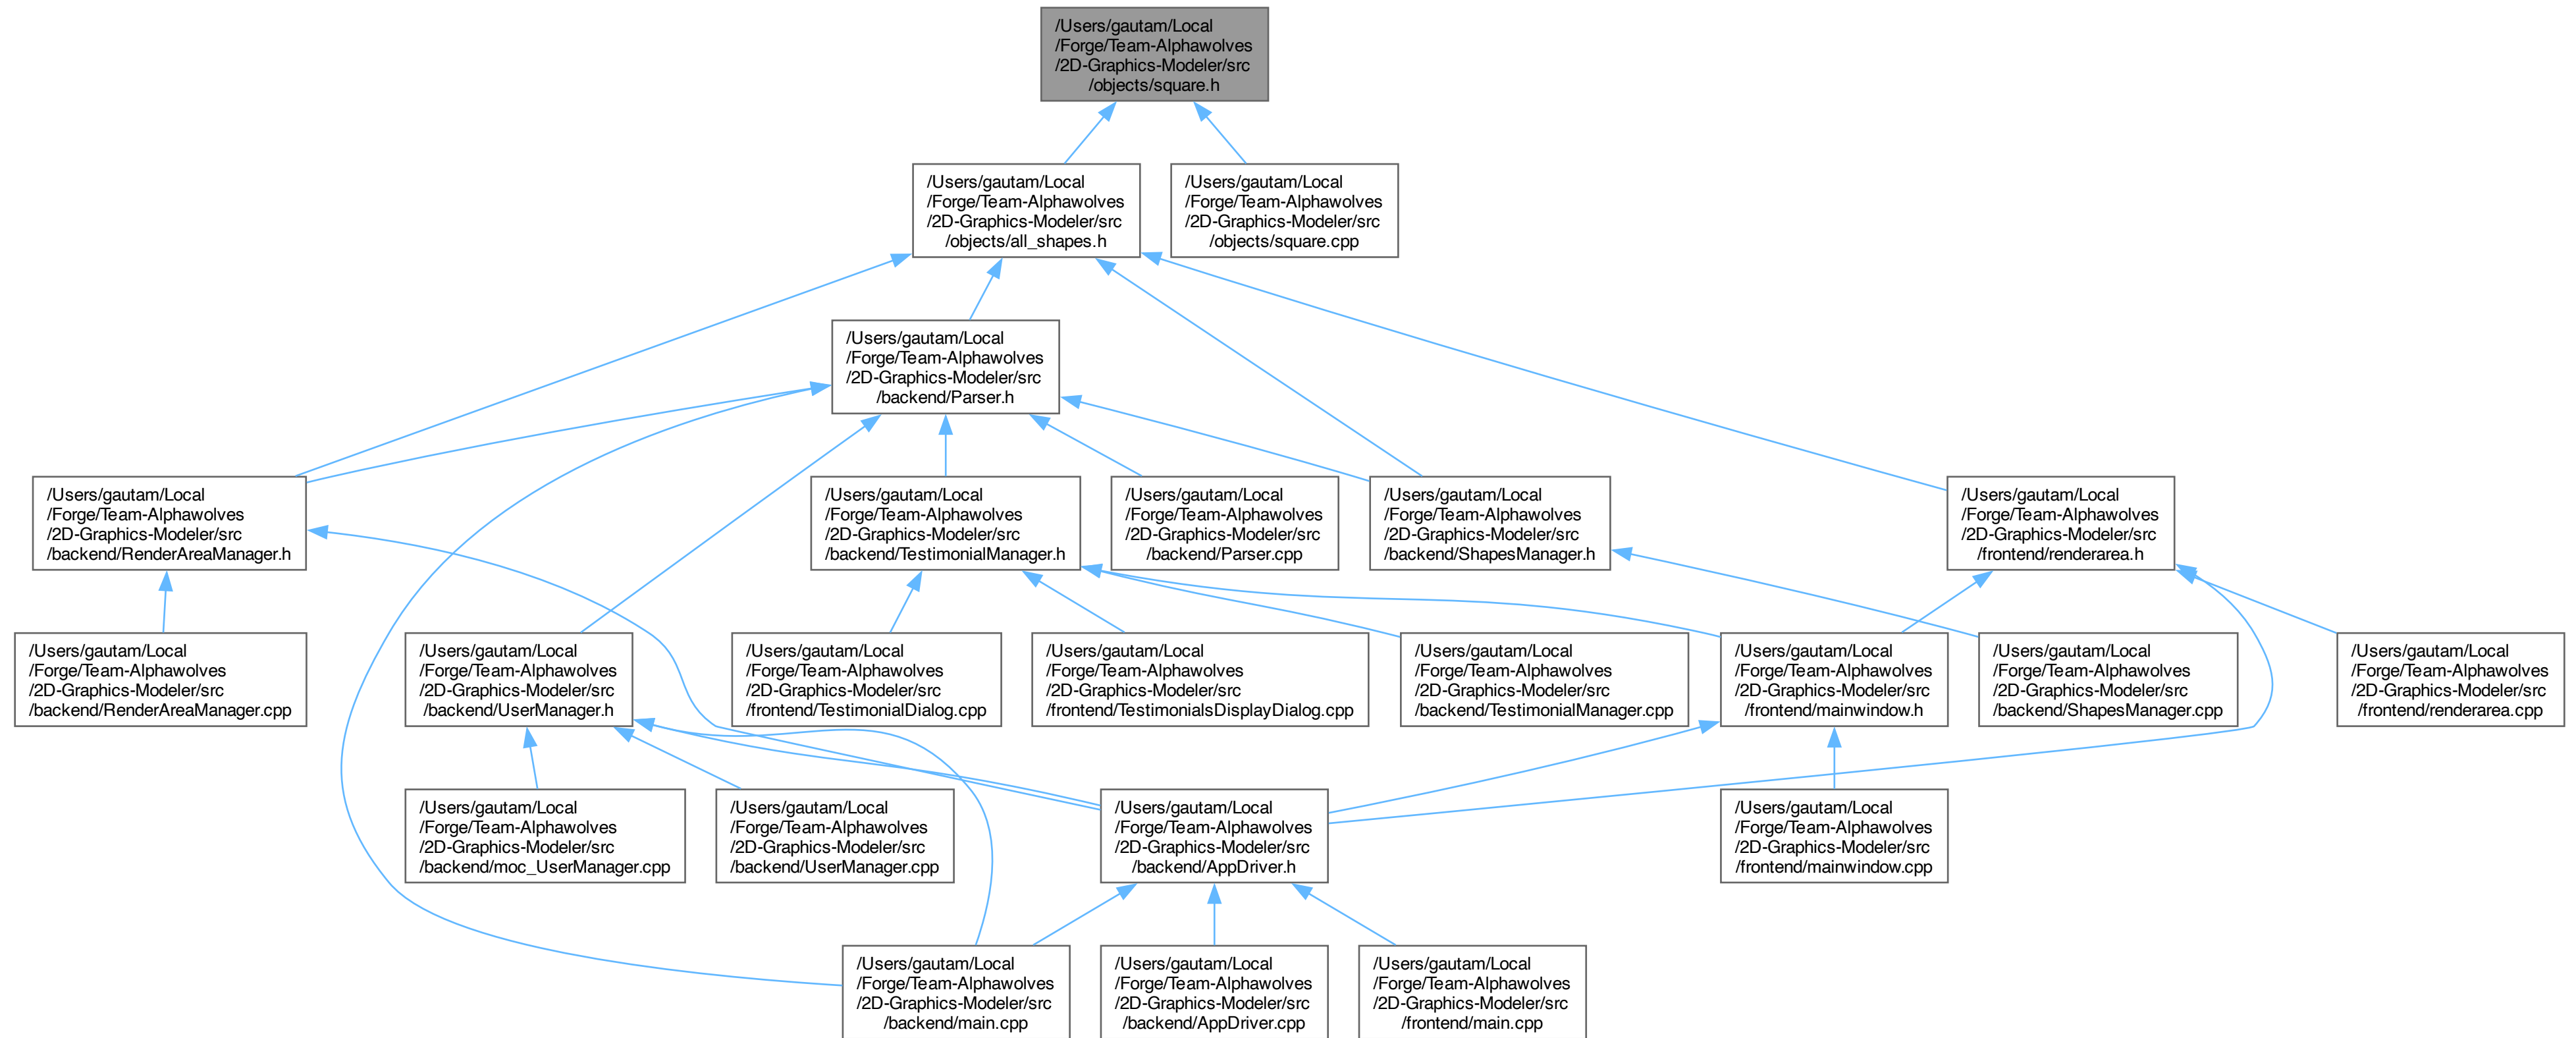 /Users/gautam/Local
/Forge/Team-Alphawolves
/2D-Graphics-Modeler/src
/objects/square.h
/Users/gautam/Local
/Forge/Team-Alphawolves
/2D-Graphics-Modeler/src
/objects/all_shapes.h
/Users/gautam/Local
/Forge/Team-Alphawolves
/2D-Graphics-Modeler/src
/objects/square.cpp
/Users/gautam/Local
/Forge/Team-Alphawolves
/2D-Graphics-Modeler/src
/backend/Parser.h
/Users/gautam/Local
/Forge/Team-Alphawolves
/2D-Graphics-Modeler/src
/backend/RenderAreaManager.h
/Users/gautam/Local
/Forge/Team-Alphawolves
/2D-Graphics-Modeler/src
/backend/TestimonialManager.h
/Users/gautam/Local
/Forge/Team-Alphawolves
/2D-Graphics-Modeler/src
/backend/Parser.cpp
/Users/gautam/Local
/Forge/Team-Alphawolves
/2D-Graphics-Modeler/src
/backend/ShapesManager.h
/Users/gautam/Local
/Forge/Team-Alphawolves
/2D-Graphics-Modeler/src
/frontend/renderarea.h
/Users/gautam/Local
/Forge/Team-Alphawolves
/2D-Graphics-Modeler/src
/backend/RenderAreaManager.cpp
/Users/gautam/Local
/Forge/Team-Alphawolves
/2D-Graphics-Modeler/src
/backend/UserManager.h
/Users/gautam/Local
/Forge/Team-Alphawolves
/2D-Graphics-Modeler/src
/frontend/TestimonialDialog.cpp
/Users/gautam/Local
/Forge/Team-Alphawolves
/2D-Graphics-Modeler/src
/frontend/TestimonialsDisplayDialog.cpp
/Users/gautam/Local
/Forge/Team-Alphawolves
/2D-Graphics-Modeler/src
/backend/TestimonialManager.cpp
/Users/gautam/Local
/Forge/Team-Alphawolves
/2D-Graphics-Modeler/src
/frontend/mainwindow.h
/Users/gautam/Local
/Forge/Team-Alphawolves
/2D-Graphics-Modeler/src
/backend/ShapesManager.cpp
/Users/gautam/Local
/Forge/Team-Alphawolves
/2D-Graphics-Modeler/src
/frontend/renderarea.cpp
/Users/gautam/Local
/Forge/Team-Alphawolves
/2D-Graphics-Modeler/src
/backend/moc_UserManager.cpp
/Users/gautam/Local
/Forge/Team-Alphawolves
/2D-Graphics-Modeler/src
/backend/UserManager.cpp
/Users/gautam/Local
/Forge/Team-Alphawolves
/2D-Graphics-Modeler/src
/backend/AppDriver.h
/Users/gautam/Local
/Forge/Team-Alphawolves
/2D-Graphics-Modeler/src
/frontend/mainwindow.cpp
/Users/gautam/Local
/Forge/Team-Alphawolves
/2D-Graphics-Modeler/src
/backend/main.cpp
/Users/gautam/Local
/Forge/Team-Alphawolves
/2D-Graphics-Modeler/src
/backend/AppDriver.cpp
/Users/gautam/Local
/Forge/Team-Alphawolves
/2D-Graphics-Modeler/src
/frontend/main.cpp